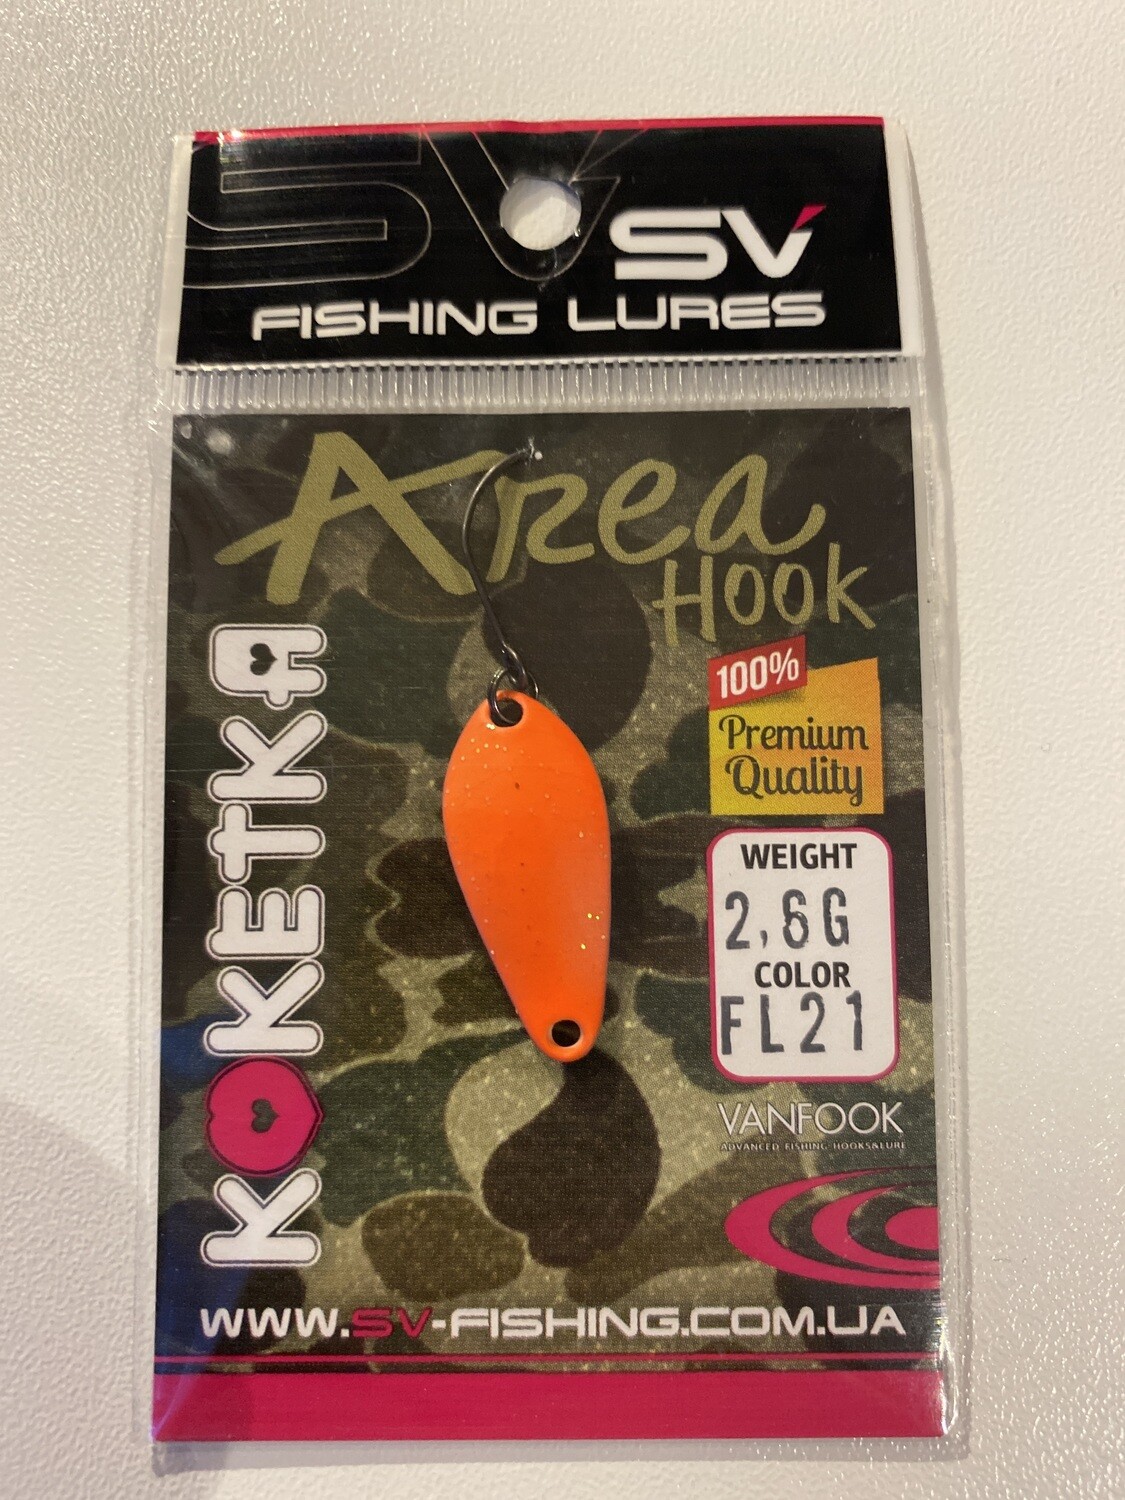 SV
SV
FISHING LURES
Area
HOOK
KOKETKA
100%
Premium
Quality
WEIGHT
2,6G
COLOR
FL21
VANFOOK
ADVANCED FISHING HOOKS&LURE
WWW.SV-FISHING.COM.UA